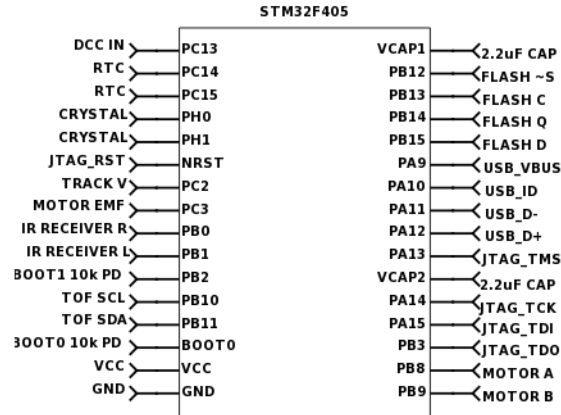 STM32F405
DCC IN PC13 VCAP1 2.2uF CAP
RTC PC14 PB12 FLASH ~S
RTC PC15 PB13 FLASH C
CRYSTAL PH0 PB14 FLASH Q
CRYSTAL PH1 PB15 FLASH D
JTAG_RST NRST PA9 USB_VBUS
TRACK V PC2 PA10 USB_ID
MOTOR EMF PC3 PA11 USB_D-
IR RECEIVER R PB0 PA12 USB_D+
IR RECEIVER L PB1 PA13 JTAG_TMS
BOOT1 10k PD PB2 VCAP2 2.2uF CAP
TOF SCL PB10 PA14 JTAG_TCK
TOF SDA PB11 PA15 JTAG_TDI
BOOT0 10k PD BOOT0 PB3 JTAG_TDO
VCC VCC PB8 MOTOR A
GND GND PB9 MOTOR B